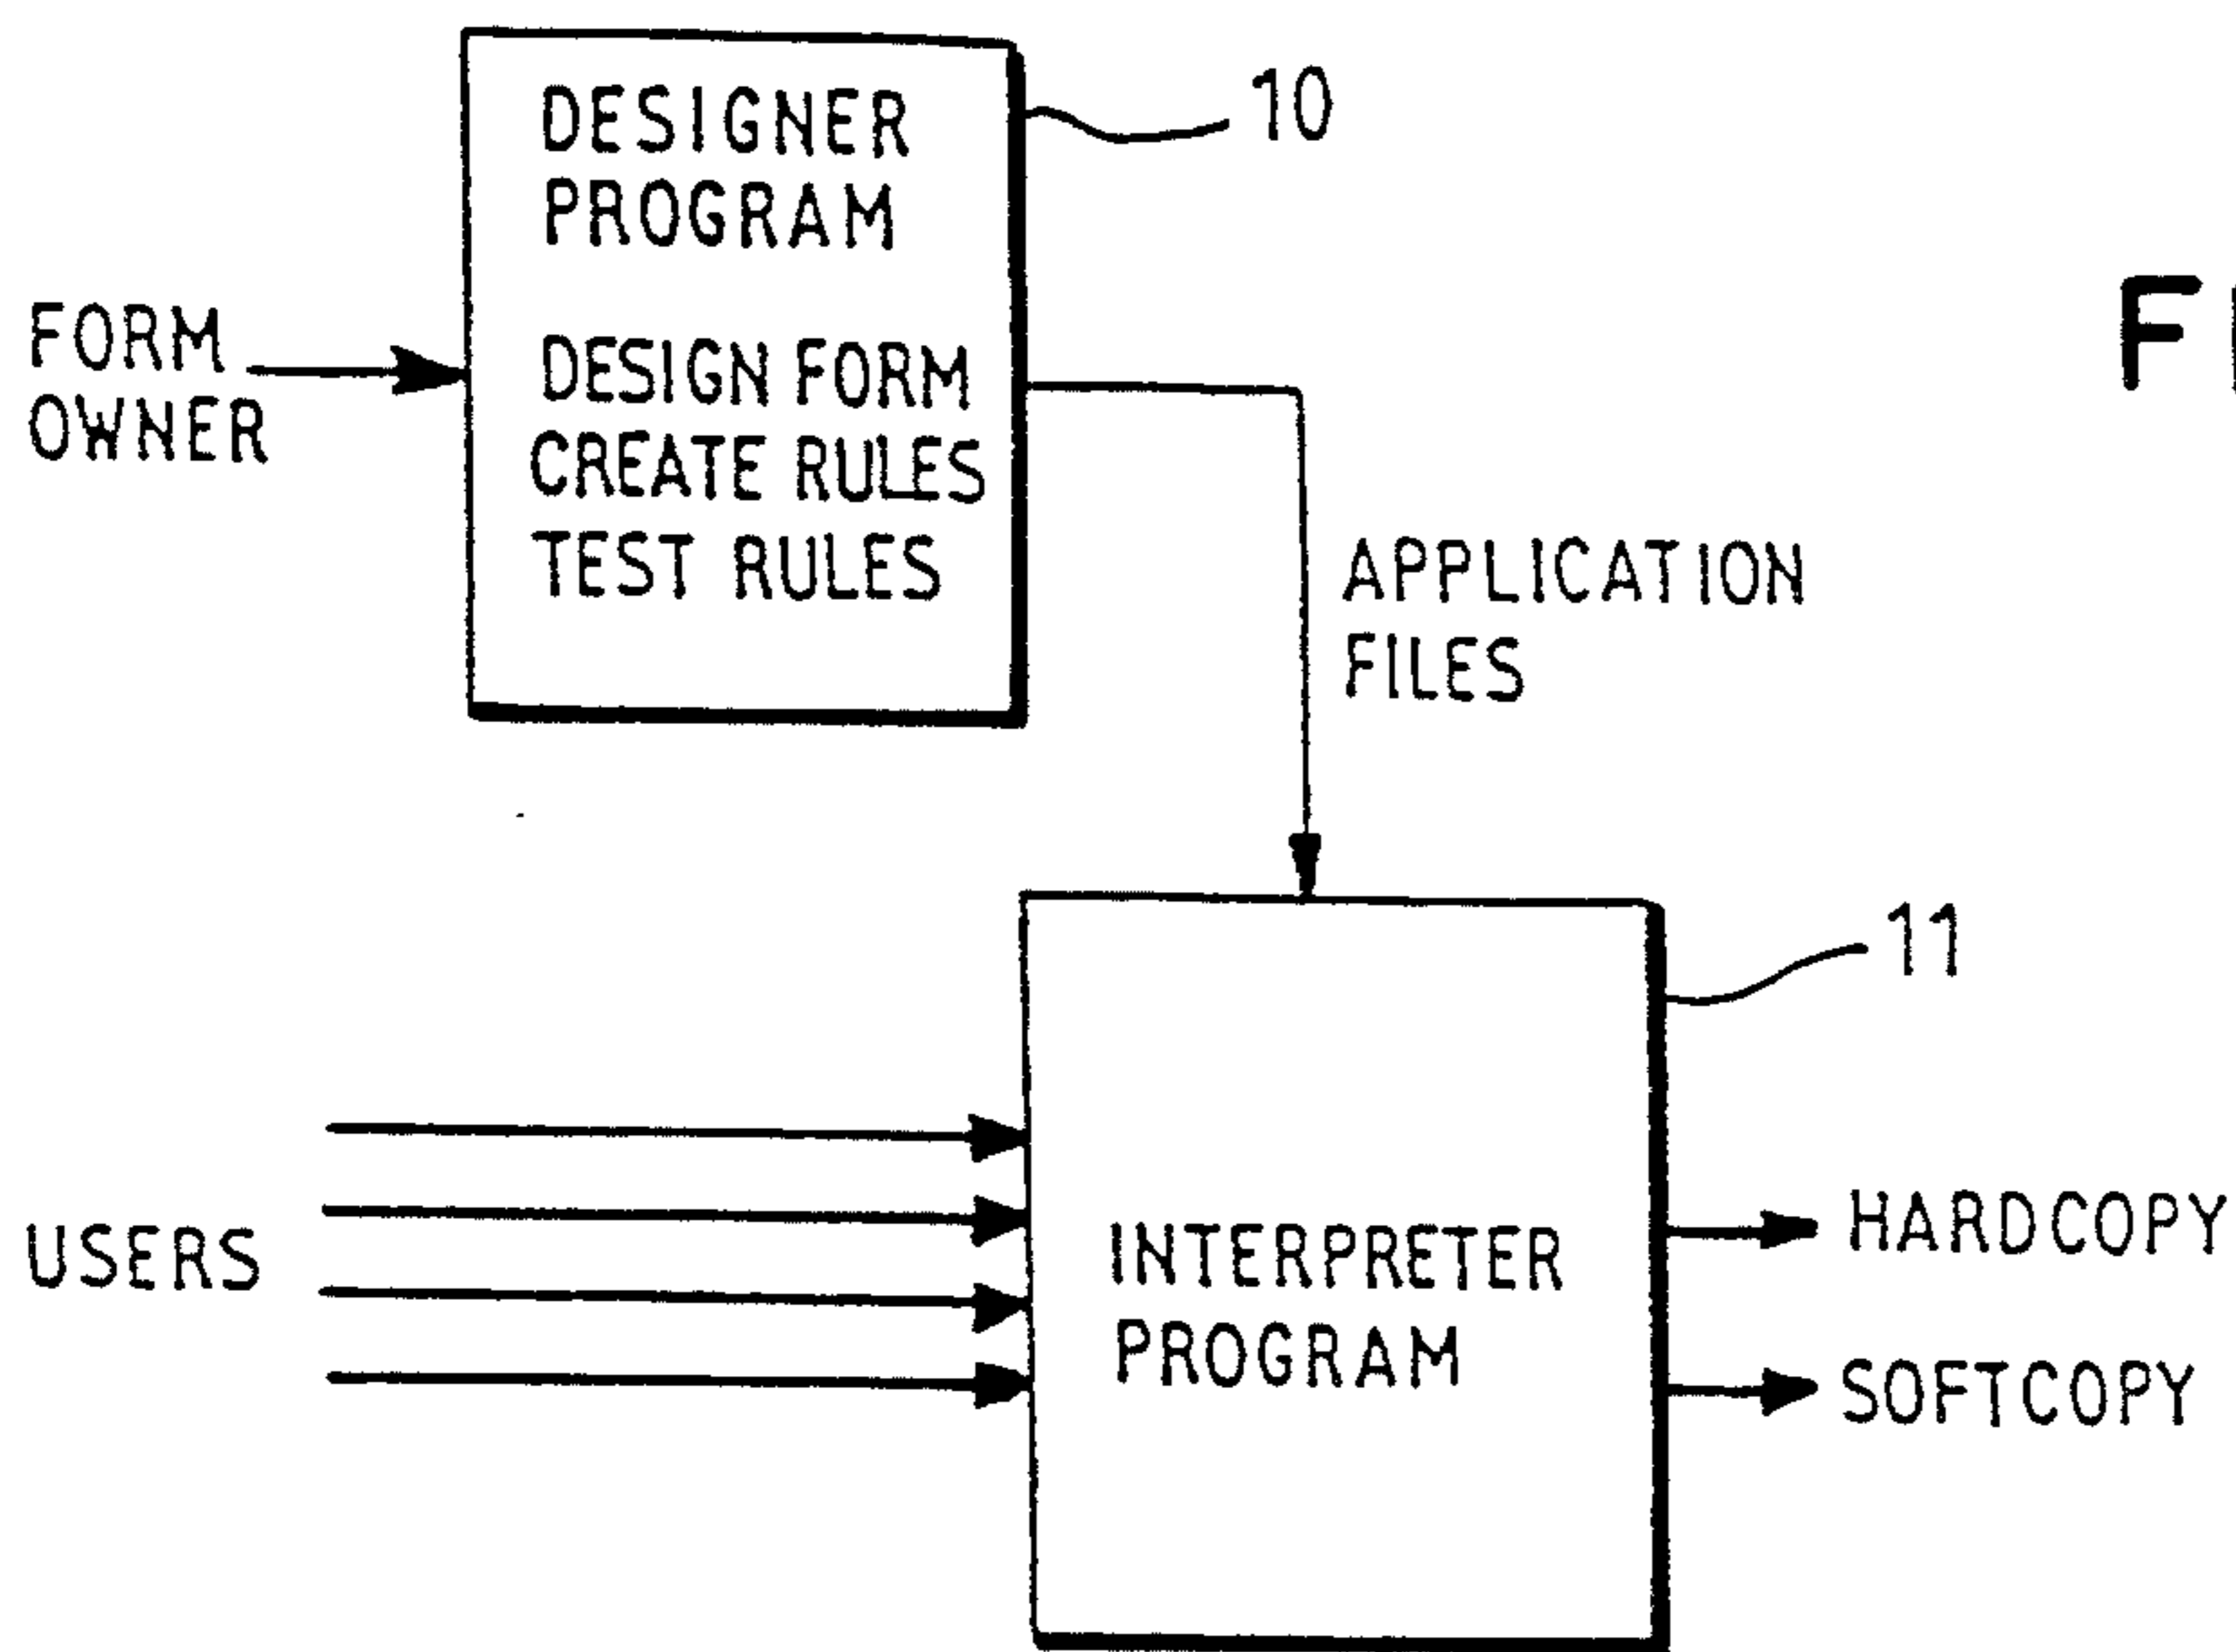 DESIGNER
PROGRAM
10
FORM
OWNER
DESIGN FORM
CREATE RULES
TEST RULES
APPLICATION
FILES
11
USERS
INTERPRETER
PROGRAM
HARDCOPY
SOFTCOPY